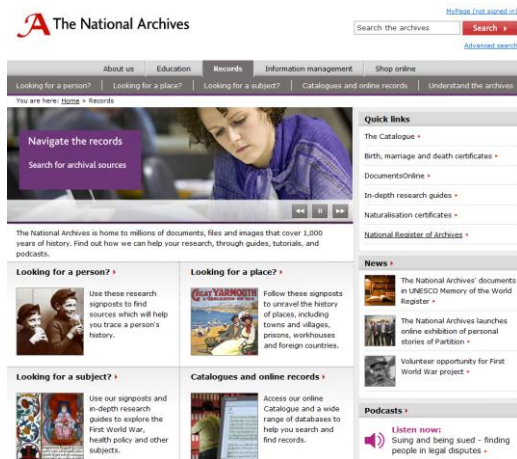 MyPage (not signed in)
The National Archives
Search the archives
Search
Advanced search
About us
Education
Records
Information management
Shop online
Looking for a person?
Looking for a place?
Looking for a subject?
Catalogues and online records
Understand the archives
You are here: Home > Records
Navigate the records
Search for archival sources
The National Archives is home to millions of documents, files and images that cover 1,000
years of history. Find out how we can help your research, through guides, tutorials, and
podcasts.
Looking for a person?
Use these research
signposts to find
sources which will help
you trace a person's
history.
Looking for a place?
GREAT YARMOUTH
Follow these signposts
to unravel the history
of places, including
towns and villages,
prisons, workhouses
and foreign countries.
Looking for a subject?
Use our signposts and
in-depth research
guides to explore the
First World War,
health policy and other
subjects.
Catalogues and online records
Access our online
Catalogue and a wide
range of databases to
help you search and
find records.
Quick links
The Catalogue
Birth, marriage and death certificates
DocumentsOnline
In-depth research guides
Naturalisation certificates
National Register of Archives
News
The National Archives' documents
in UNESCO Memory of the World
Register
The National Archives launches
online exhibition of personal
stories of Partition
Volunteer opportunity for First
World War project
Podcasts
Listen now:
Suing and being sued - finding
people in legal disputes